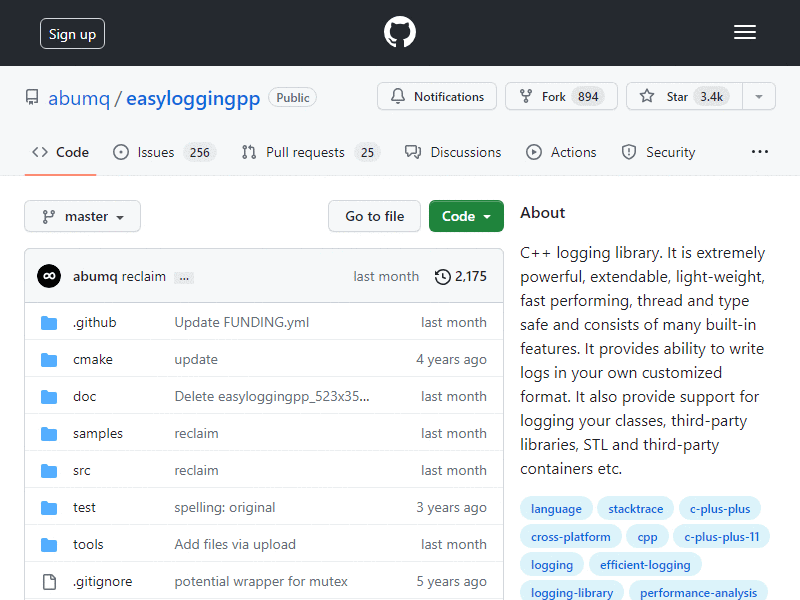 Sign up
abumq / easyloggingpp Public
Notifications
Fork 894
Star 3.4k
Code
Issues 256
Pull requests 25
Discussions
Actions
Security
master
Go to file
Code
abumq reclaim ... last month 2,175
.github Update FUNDING.yml last month
cmake update 4 years ago
doc Delete easyloggingpp_523x35... last month
samples reclaim last month
src reclaim last month
test spelling: original 3 years ago
tools Add files via upload last month
.gitignore potential wrapper for mutex 5 years ago
About
C++ logging library. It is extremely
powerful, extendable, light-weight,
fast performing, thread and type
safe and consists of many built-in
features. It provides ability to write
logs in your own customized
format. It also provide support for
logging your classes, third-party
libraries, STL and third-party
containers etc.
language stacktrace c-plus-plus
cross-platform cpp c-plus-plus-11
logging efficient-logging
logging-library performance-analysis